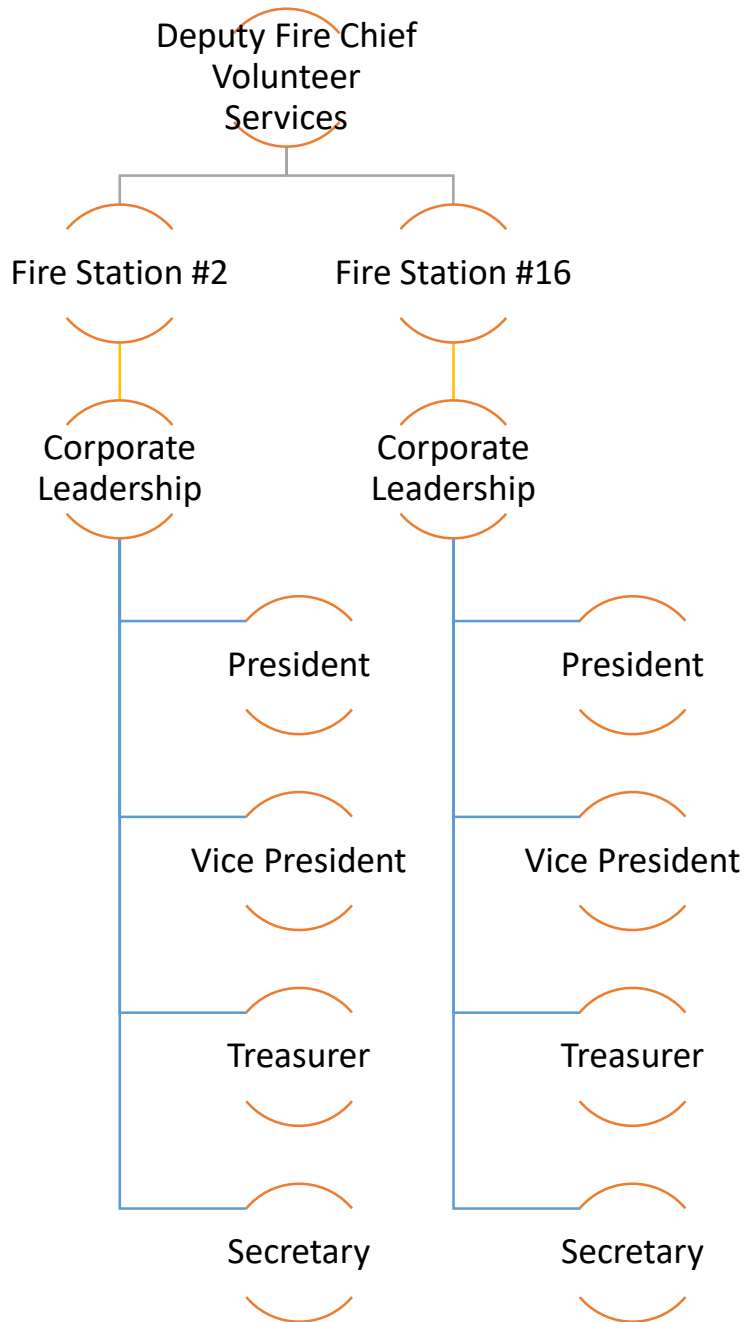 Deputy Fire Chief
Volunteer
Services
Fire Station #2
Fire Station #16
Corporate
Leadership
Corporate
Leadership
President
President
Vice President
Vice President
Treasurer
Treasurer
Secretary
Secretary